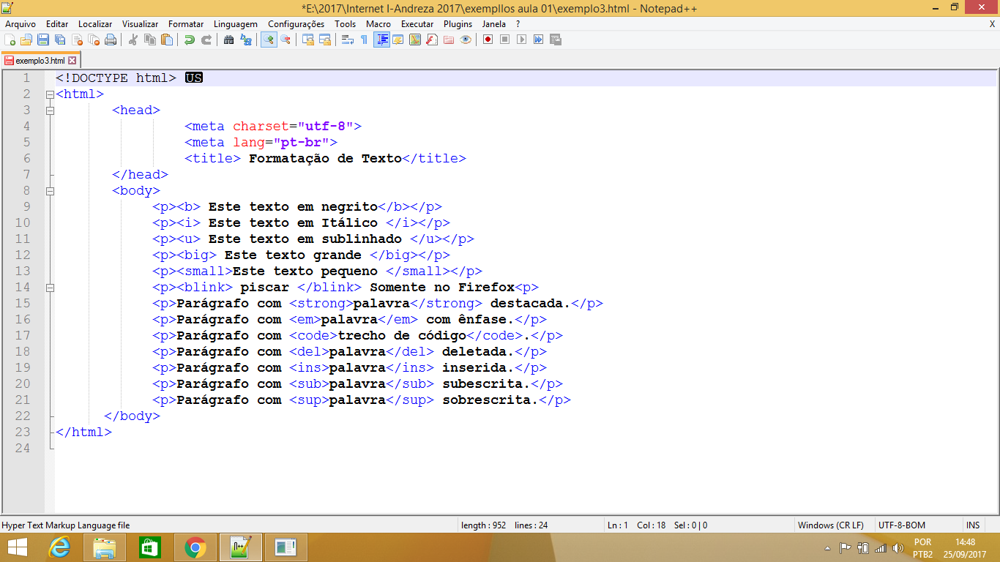 *E:\2017\Internet I-Andreza 2017\exempllos aula 01\exemplo3.html - Notepad++
Arquivo Editar Localizar Visualizar Formatar Linguagem Configurações Tools Macro Executar Plugins Janela ? X
exemplo3.html
1 <!DOCTYPE html> US
2 <html>
3 <head>
4 <meta charset="utf-8">
5 <meta lang="pt-br">
6 <title> Formatação de Texto</title>
7 </head>
8 <body>
9 <p><b> Este texto em negrito</b></p>
10 <p><i> Este texto em Itálico </i></p>
11 <p><u> Este texto em sublinhado </u></p>
12 <p><big> Este texto grande </big></p>
13 <p><small>Este texto pequeno </small></p>
14 <p><blink> piscar </blink> Somente no Firefox<p>
15 <p>Parágrafo com <strong>palavra</strong> destacada.</p>
16 <p>Parágrafo com <em>palavra</em> com ênfase.</p>
17 <p>Parágrafo com <code>trecho de código</code>.</p>
18 <p>Parágrafo com <del>palavra</del> deletada.</p>
19 <p>Parágrafo com <ins>palavra</ins> inserida.</p>
20 <p>Parágrafo com <sub>palavra</sub> subescrita.</p>
21 <p>Parágrafo com <sup>palavra</sup> sobrescrita.</p>
22 </body>
23 </html>
24
Hyper Text Markup Language file length : 952 lines : 24 Ln : 1 Col : 18 Sel : 0 | 0 Windows (CR LF) UTF-8-BOM INS
POR 14:48
PTB2 25/09/2017